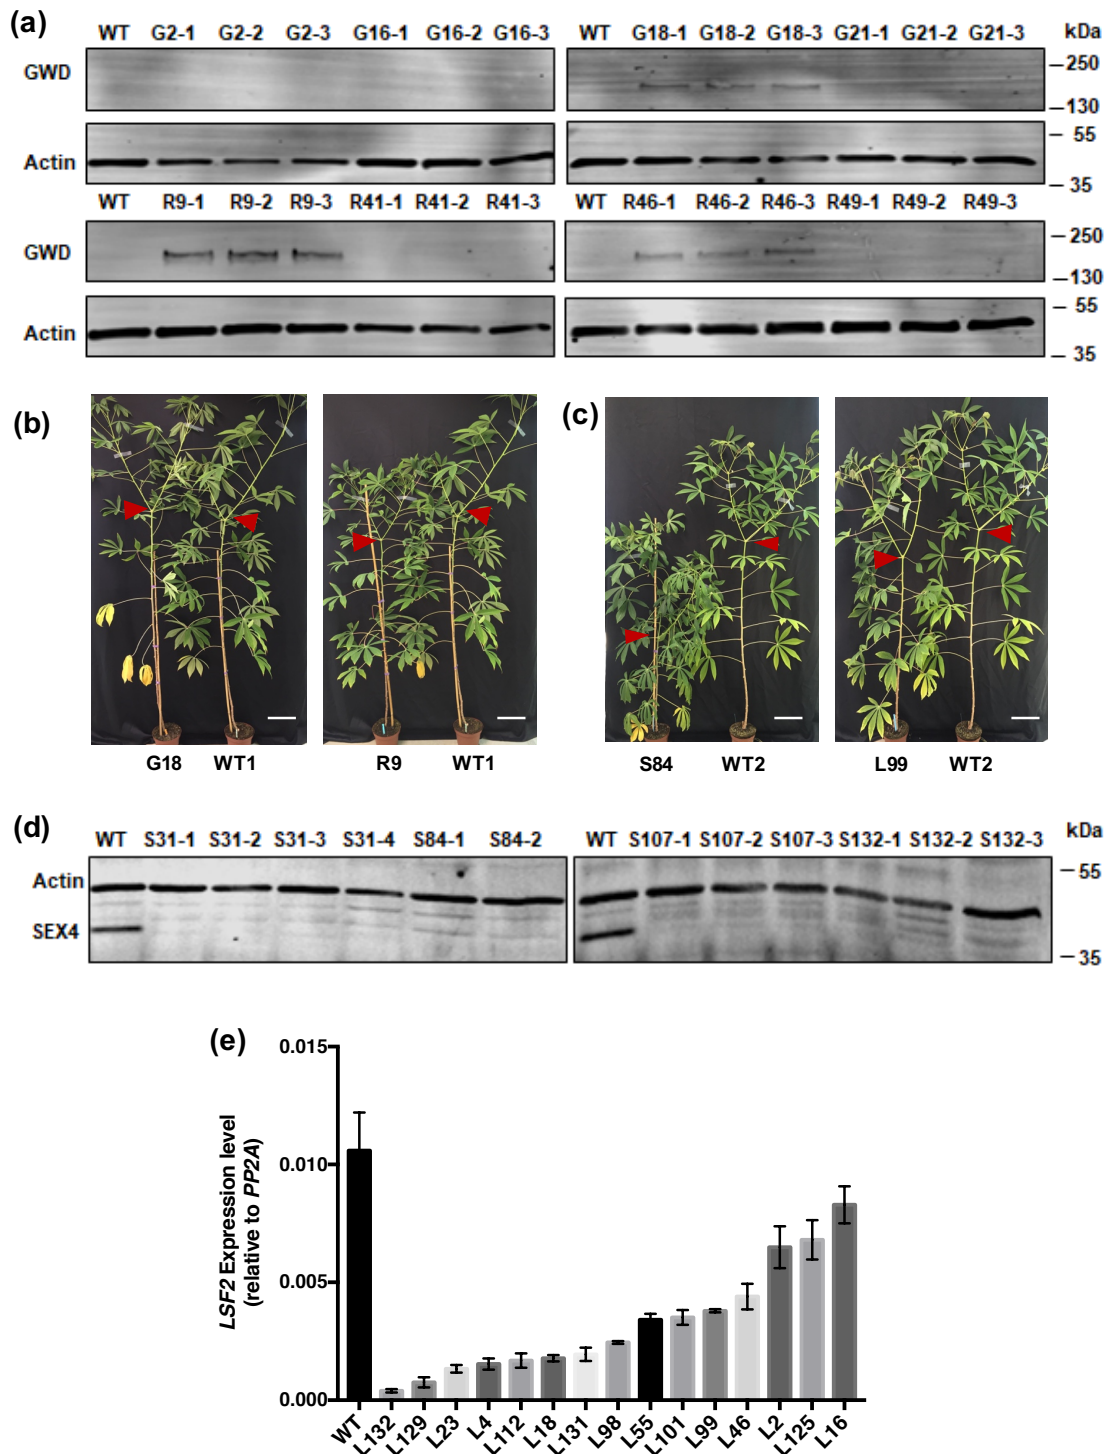 (a)
WT G2-1 G2-2 G2-3 G16-1 G16-2 G16-3 WT G18-1 G18-2 G18-3 G21-1 G21-2 G21-3 kDa
GWD
250
130
Actin
55
35
WT R9-1 R9-2 R9-3 R41-1 R41-2 R41-3 WT R46-1 R46-2 R46-3 R49-1 R49-2 R49-3
GWD
250
130
Actin
55
35
(b)
(c)
G18 WT1 R9 WT1 S84 WT2 L99 WT2
(d)
WT S31-1 S31-2 S31-3 S31-4 S84-1 S84-2 WT S107-1 S107-2 S107-3 S132-1 S132-2 S132-3 kDa
Actin
55
SEX4
35
(e)
LSF2 Expression level
(relative to PP2A)
0.015
0.010
0.005
0.000
WT L132 L129 L23 L4 L112 L18 L131 L98 L55 L101 L99 L46 L2 L125 L16